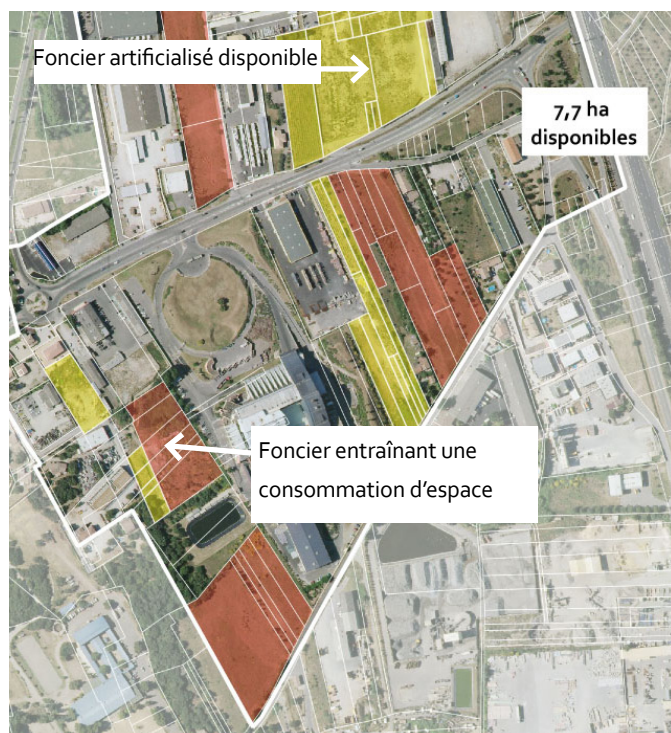 Foncier artificialisé disponible
7,7 ha
disponibles
Foncier entraînant une
consommation d'espace